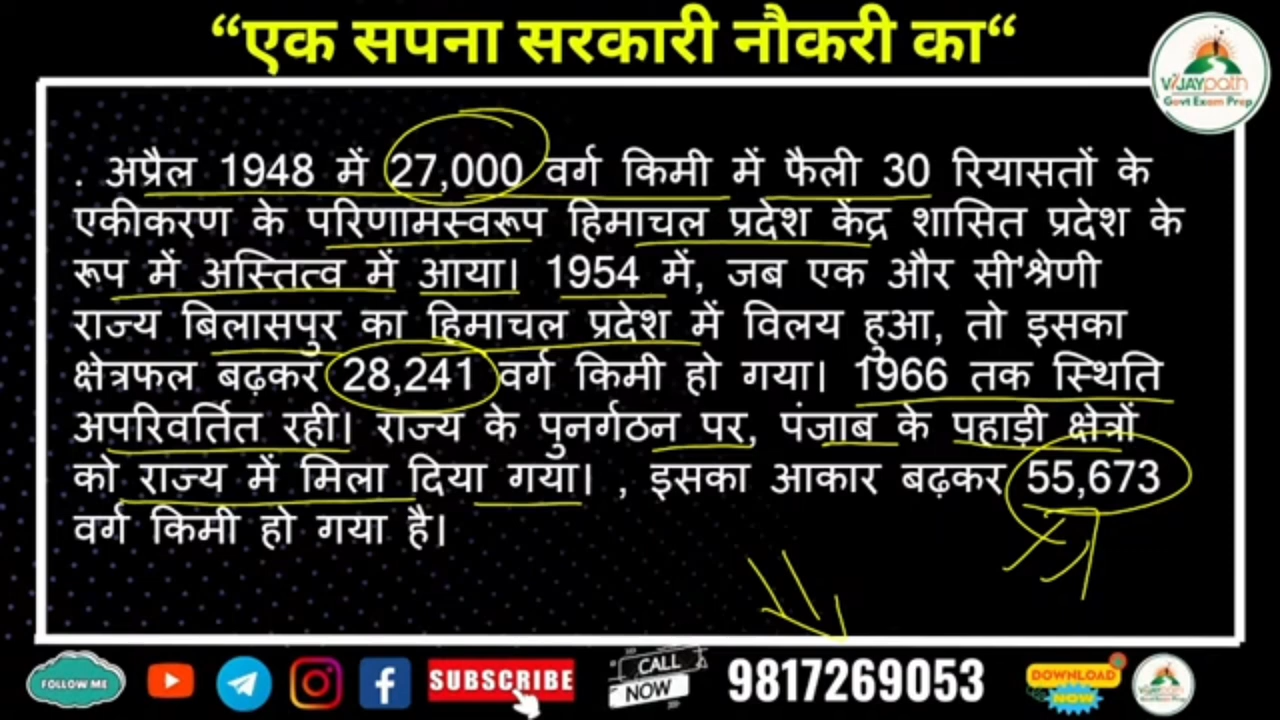 “एक सपना सरकारी नौकरी का“
VIJAYpath
Govt Exam Prep
. अप्रैल 1948 में 27,000 वर्ग किमी में फैली 30 रियासतों के
एकीकरण के परिणामस्वरूप हिमाचल प्रदेश केंद्र शासित प्रदेश के
रूप में अस्तित्व में आया। 1954 में, जब एक और सी'श्रेणी
राज्य बिलासपुर का हिमाचल प्रदेश में विलय हुआ, तो इसका
क्षेत्रफल बढ़कर 28,241 वर्ग किमी हो गया। 1966 तक स्थिति
अपरिवर्तित रही। राज्य के पुनर्गठन पर, पंजाब के पहाड़ी क्षेत्रों
को राज्य में मिला दिया गया। , इसका आकार बढ़कर 55,673
वर्ग किमी हो गया है।
FOLLOW ME
SUBSCRIBE
CALL
NOW
9817269053
DOWNLOAD
NOW
VIJAYpath